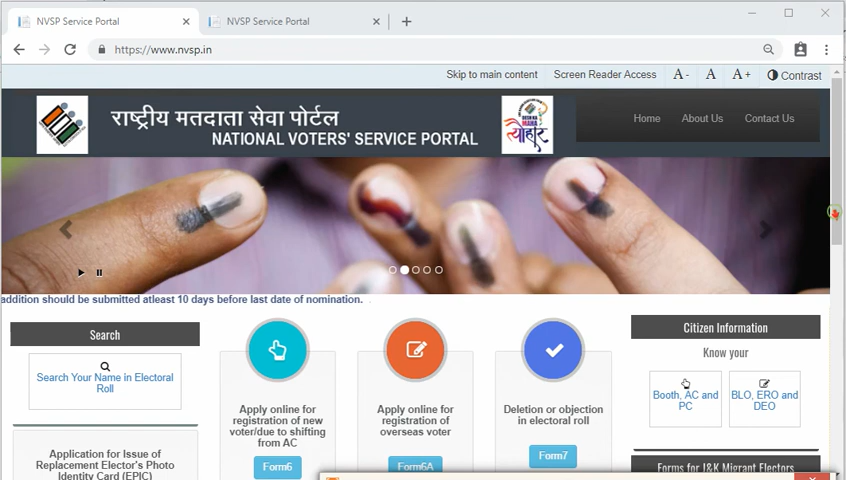 NVSP Service Portal
NVSP Service Portal
https://www.nvsp.in
Skip to main content
Screen Reader Access
A -
A
A +
Contrast
राष्ट्रीय मतदाता सेवा पोर्टल
NATIONAL VOTERS' SERVICE PORTAL
Home
About Us
Contact Us
addition should be submitted atleast 10 days before last date of nomination.
Search
Search Your Name in Electoral
Roll
Application for Issue of
Replacement Elector's Photo
Identity Card (EPIC)
Apply online for
registration of new
voter/due to shifting
from AC
Form6
Apply online for
registration of
overseas voter
Form6A
Deletion or objection
in electoral roll
Form7
Citizen Information
Know your
Booth, AC and
PC
BLO, ERO and
DEO
Forms for J&K Migrant Electors